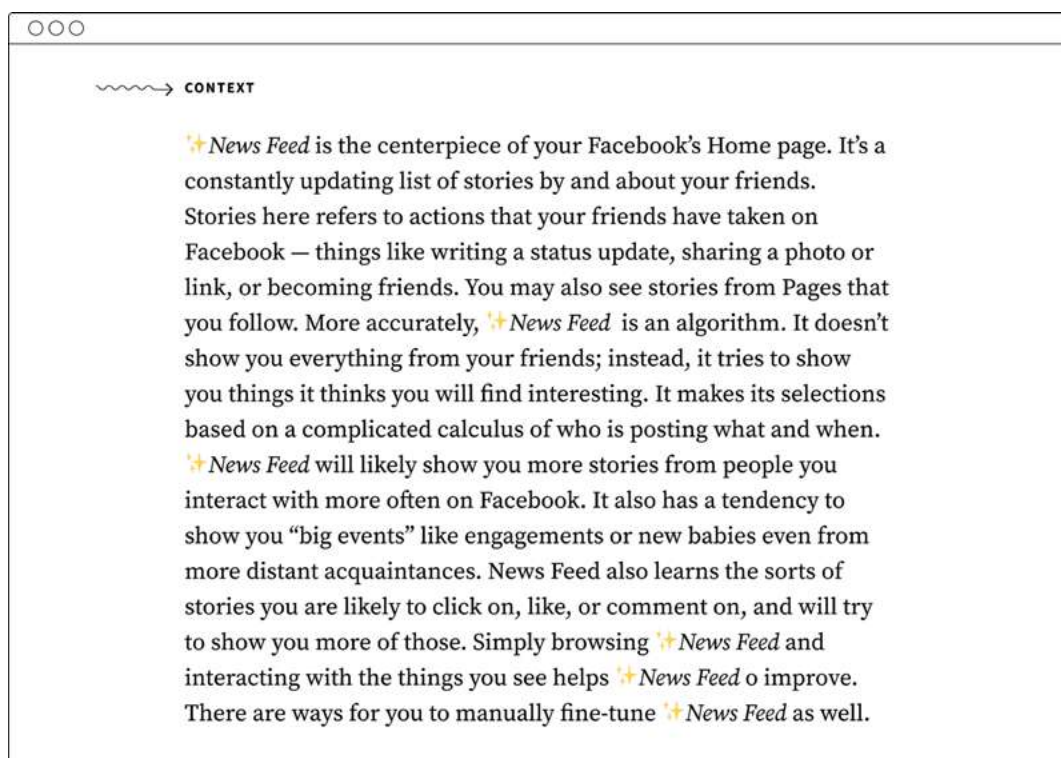 CONTEXT
✨News Feed is the centerpiece of your Facebook’s Home page. It’s a
constantly updating list of stories by and about your friends.
Stories here refers to actions that your friends have taken on
Facebook — things like writing a status update, sharing a photo or
link, or becoming friends. You may also see stories from Pages that
you follow. More accurately, ✨News Feed is an algorithm. It doesn’t
show you everything from your friends; instead, it tries to show
you things it thinks you will find interesting. It makes its selections
based on a complicated calculus of who is posting what and when.
✨News Feed will likely show you more stories from people you
interact with more often on Facebook. It also has a tendency to
show you “big events” like engagements or new babies even from
more distant acquaintances. News Feed also learns the sorts of
stories you are likely to click on, like, or comment on, and will try
to show you more of those. Simply browsing ✨News Feed and
interacting with the things you see helps ✨News Feed o improve.
There are ways for you to manually fine-tune ✨News Feed as well.